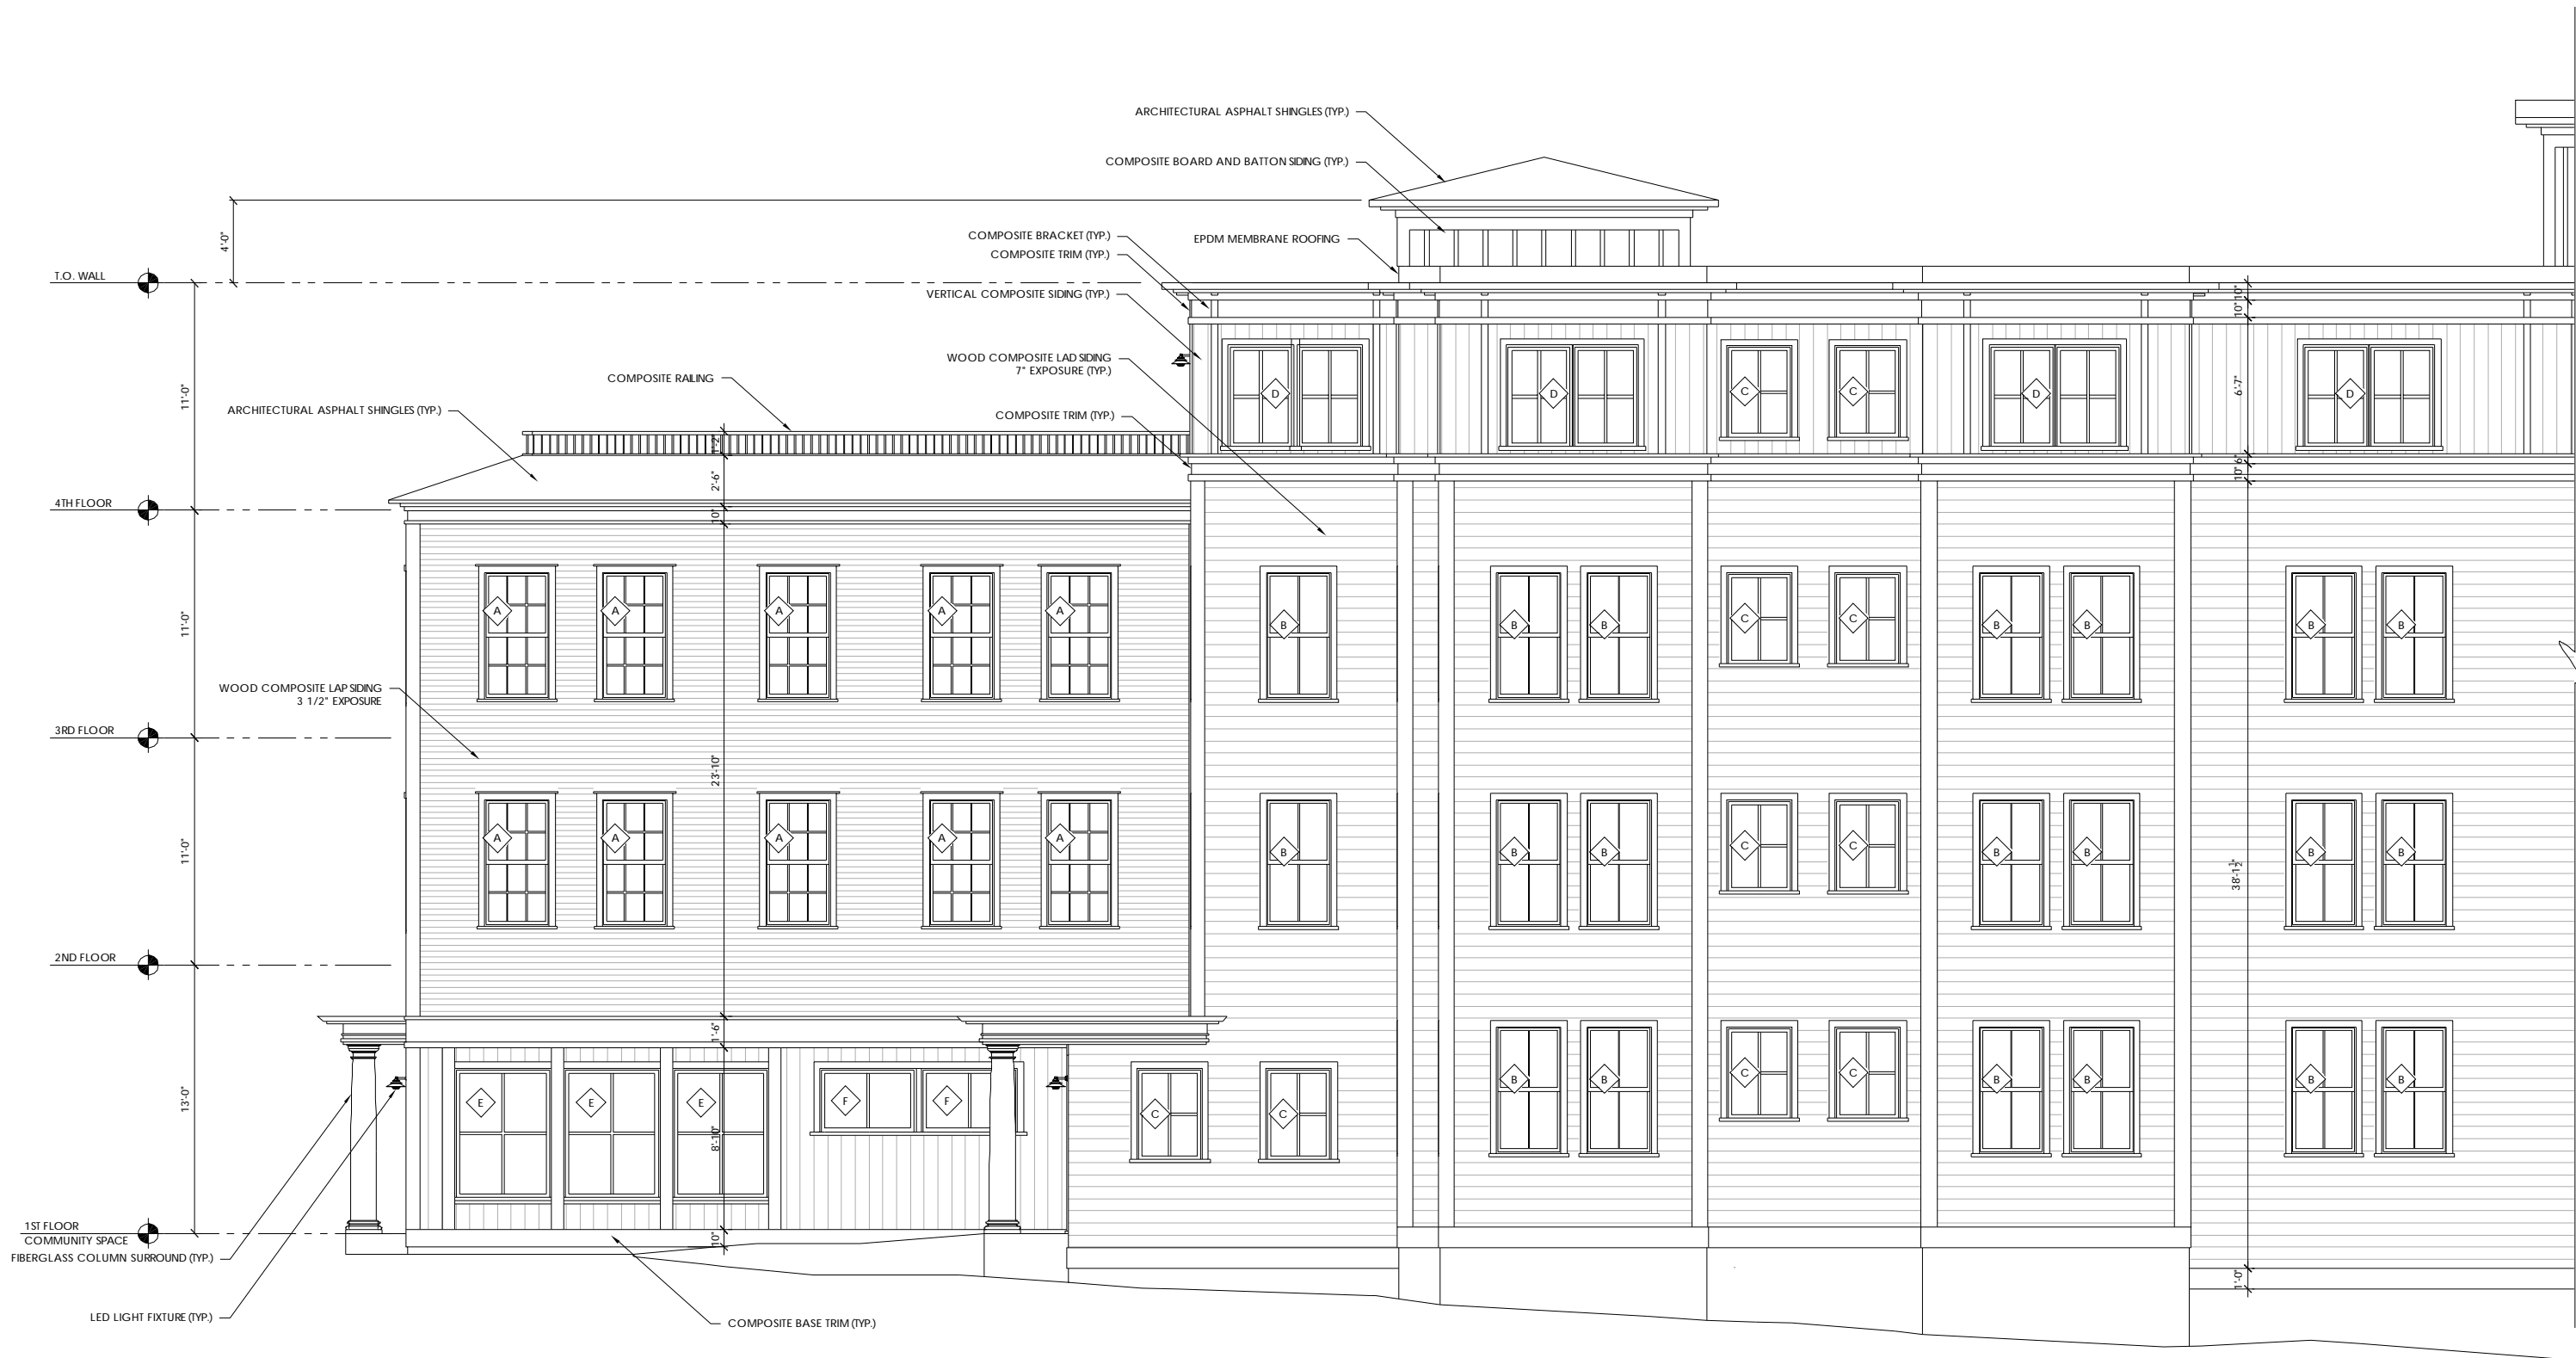 ARCHITECTURAL ASPHALT SHINGLES (TYP.)
COMPOSITE BOARD AND BATTON SIDING (TYP.)
COMPOSITE BRACKET (TYP.)
EPDM MEMBRANE ROOFING
4'-0"
COMPOSITE TRIM (TYP.)
T.O. WALL
VERTICAL COMPOSITE SIDING (TYP.)
10"
10"
WOOD COMPOSITE LAD SIDING
7" EXPOSURE (TYP.)
COMPOSITE RAILING
11'-0"
D
D
C
C
D
D
6'-7"
ARCHITECTURAL ASPHALT SHINGLES (TYP.)
COMPOSITE TRIM (TYP.)
1'-2"
6"
10"
2'-6"
4TH FLOOR
10"
11'-0"
A
A
A
A
A
B
B
B
C
C
B
B
B
B
WOOD COMPOSITE LAP SIDING
3 1/2" EXPOSURE
3RD FLOOR
23'-10"
11'-0"
A
A
A
A
A
B
B
B
C
C
B
B
B
B
38'-1 1/2"
2ND FLOOR
1'-6"
13'-0"
E
E
E
F
F
C
C
B
B
C
C
B
B
B
B
8'-10"
1ST FLOOR
COMMUNITY SPACE
10"
FIBERGLASS COLUMN SURROUND (TYP.)
1'-0"
LED LIGHT FIXTURE (TYP.)
COMPOSITE BASE TRIM (TYP.)